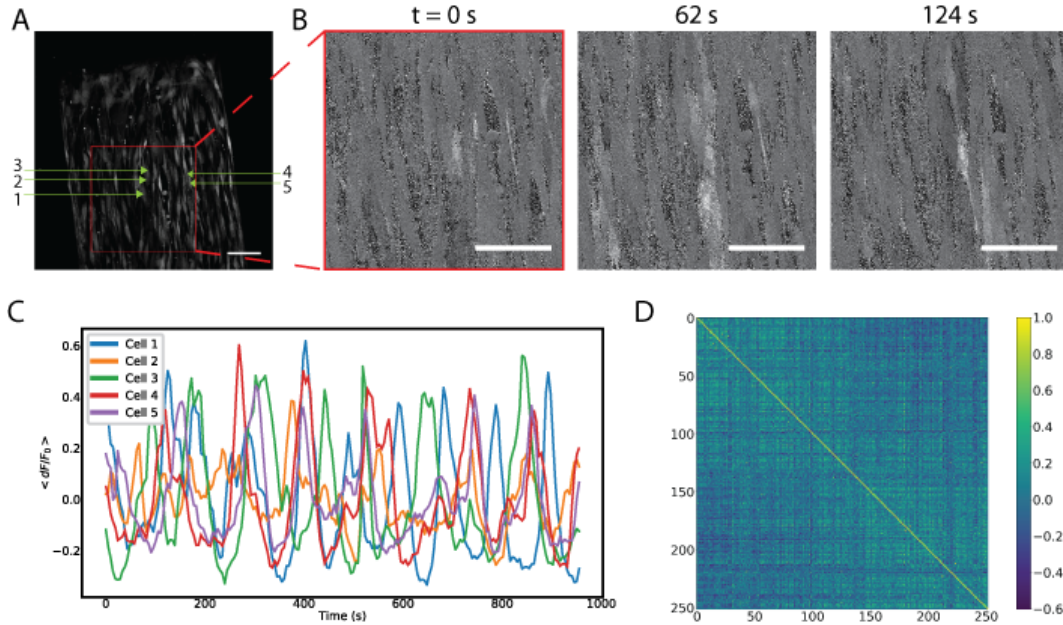 A
B
t = 0 s
62 s
124 s
3
2
1
4
5
C
D
<dF/F₀>
0.6
0.4
0.2
0.0
−0.2
Cell 1
Cell 2
Cell 3
Cell 4
Cell 5
0
200
400
600
800
1000
Time (s)
0
50
100
150
200
250
0
50
100
150
200
250
1.0
0.8
0.6
0.4
0.2
0.0
−0.2
−0.4
−0.6